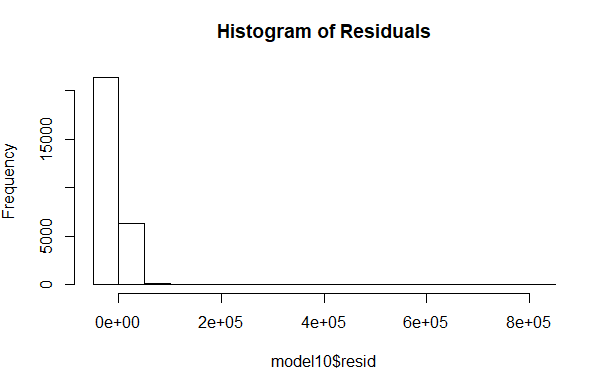 Histogram of Residuals
Frequency
15000
5000
0
0e+00 2e+05 4e+05 6e+05 8e+05
model10$resid